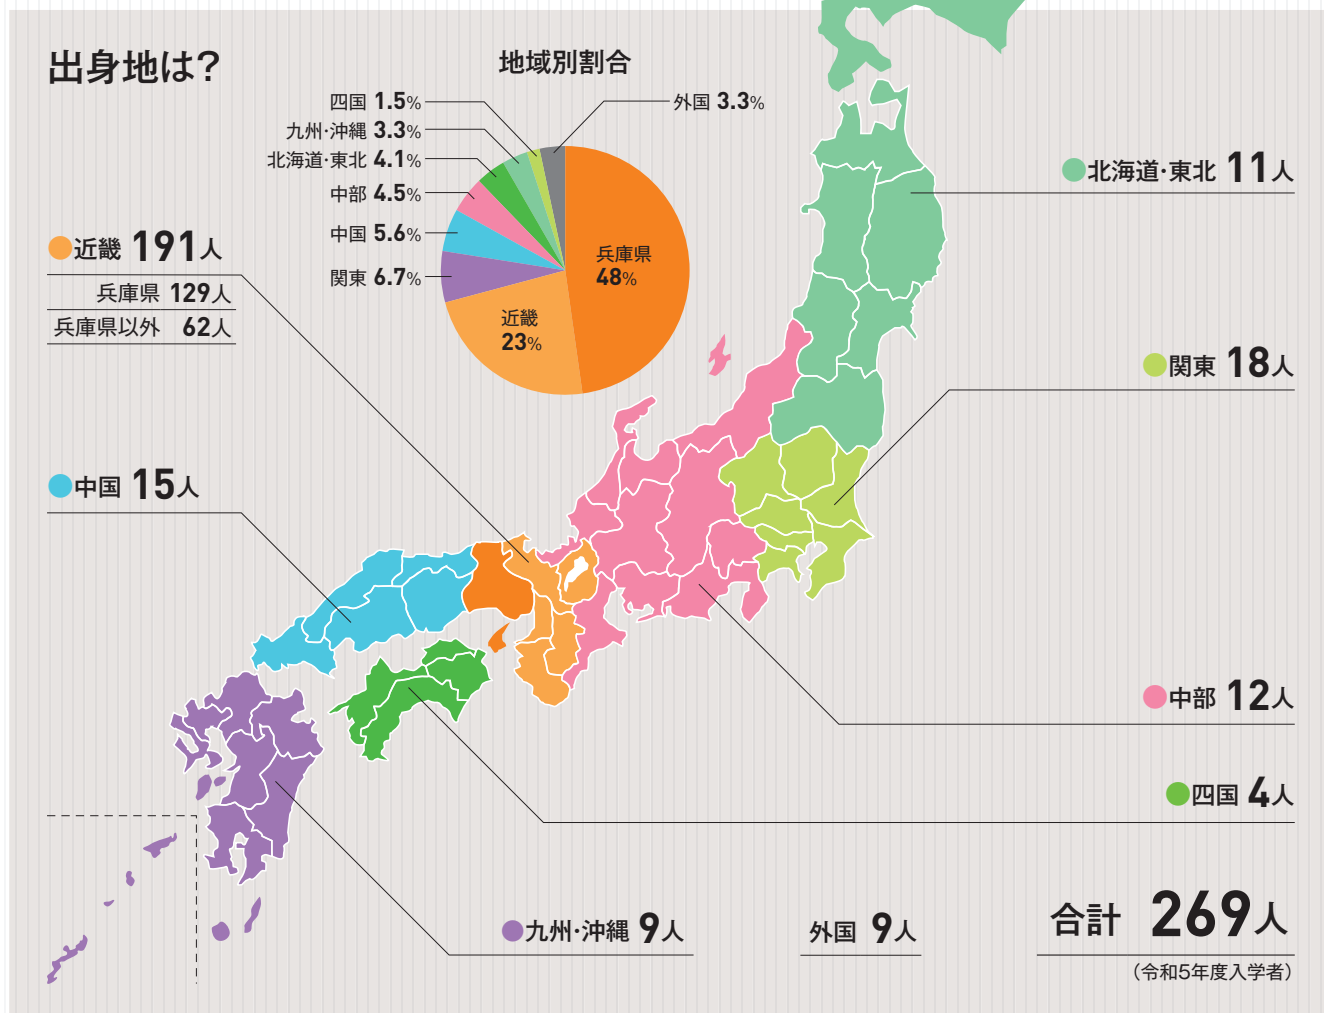 出身地は？
地域別割合
四国 1.5%
九州・沖縄 3.3%
北海道・東北 4.1%
中部 4.5%
中国 5.6%
関東 6.7%
外国 3.3%
兵庫県
48%
近畿
23%
北海道・東北 11人
近畿 191人
兵庫県 129人
兵庫県以外 62人
関東 18人
中国 15人
中部 12人
四国 4人
九州・沖縄 9人
外国 9人
合計 269人
（令和5年度入学者）